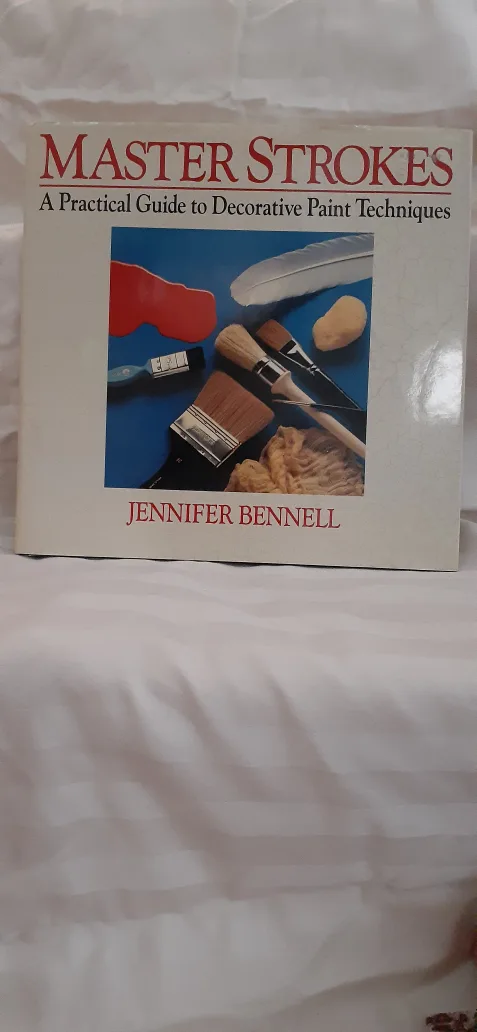 MASTER STROKES
A Practical Guide to Decorative Paint Techniques
JENNIFER BENNELL